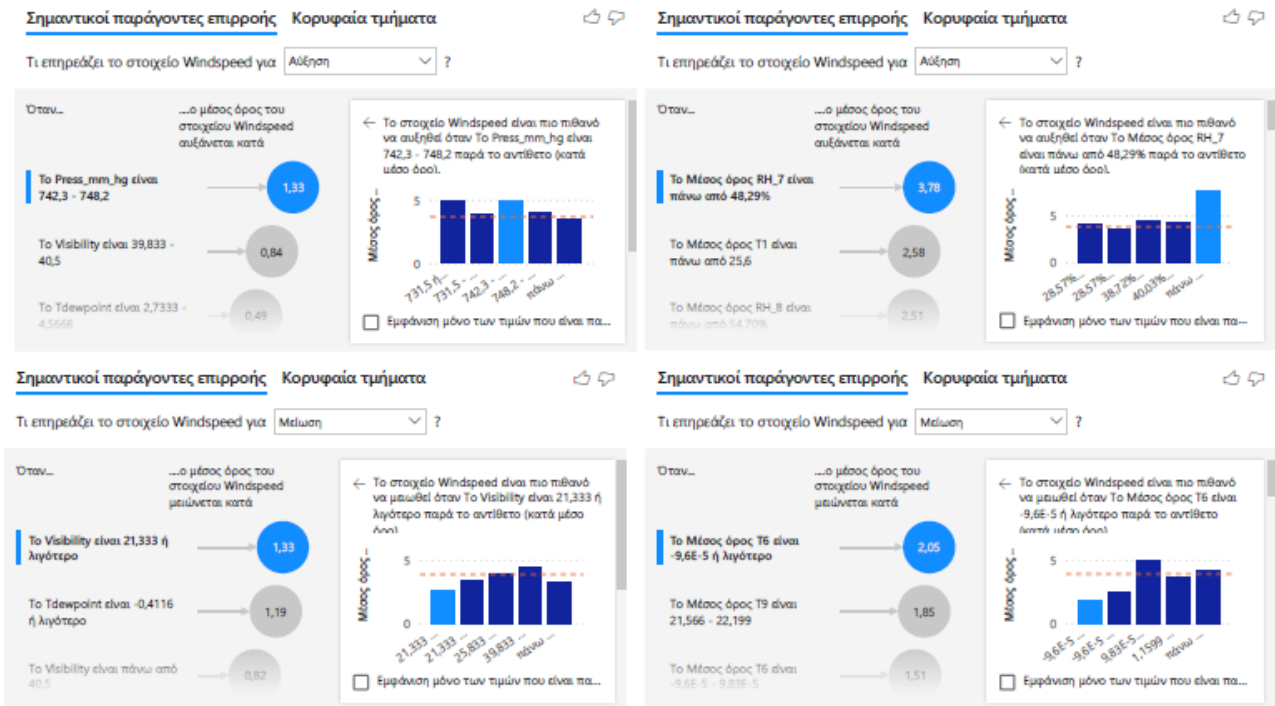 Σημαντικοί παράγοντες επιρροής Κορυφαία τμήματα
Τι επηρεάζει το στοιχείο Windspeed για Αύξηση ?
Όταν...
....ο μέσος όρος του
στοιχείου Windspeed
αυξάνεται κατά
Το Press_mm_hg είναι
742,3 - 748,2
1,33
Το Visibility είναι 39,833 -
40,5
0,84
Το Tdewpoint είναι 2,7333 -
4,5666
0,49
← Το στοιχείο Windspeed είναι πιο πιθανό
να αυξηθεί όταν Το Press_mm_hg είναι
742,3 - 748,2 παρά το αντίθετο (κατά
μέσο όρο).
Μέσος όρος ...
5
0
731,5 ή...
731,5 - ...
742,3 - ...
748,2 - ...
πάνω ...
Εμφάνιση μόνο των τιμών που είναι πα...
Σημαντικοί παράγοντες επιρροής Κορυφαία τμήματα
Τι επηρεάζει το στοιχείο Windspeed για Αύξηση ?
Όταν...
....ο μέσος όρος του
στοιχείου Windspeed
αυξάνεται κατά
Το Μέσος όρος RH_7 είναι
πάνω από 48,29%
3,78
Το Μέσος όρος T1 είναι
πάνω από 25,6
2,58
Το Μέσος όρος RH_8 είναι
πάνω από 54,70%
2,51
← Το στοιχείο Windspeed είναι πιο πιθανό
να αυξηθεί όταν Το Μέσος όρος RH_7
είναι πάνω από 48,29% παρά το αντίθετο
(κατά μέσο όρο).
Μέσος όρος ...
5
0
28,57%...
28,57%...
38,72%...
40,03%...
πάνω ...
Εμφάνιση μόνο των τιμών που είναι πα...
Σημαντικοί παράγοντες επιρροής Κορυφαία τμήματα
Τι επηρεάζει το στοιχείο Windspeed για Μείωση ?
Όταν...
....ο μέσος όρος του
στοιχείου Windspeed
μειώνεται κατά
Το Visibility είναι 21,333 ή
λιγότερο
1,33
Το Tdewpoint είναι -0,4116
ή λιγότερο
1,19
Το Visibility είναι πάνω από
40,5
0,82
← Το στοιχείο Windspeed είναι πιο πιθανό
να μειωθεί όταν Το Visibility είναι 21,333 ή
λιγότερο παρά το αντίθετο (κατά μέσο
όρο).
Μέσος όρος ...
5
0
21,333 ...
21,333 ...
25,833 ...
39,833 ...
πάνω ...
Εμφάνιση μόνο των τιμών που είναι πα...
Σημαντικοί παράγοντες επιρροής Κορυφαία τμήματα
Τι επηρεάζει το στοιχείο Windspeed για Μείωση ?
Όταν...
....ο μέσος όρος του
στοιχείου Windspeed
μειώνεται κατά
Το Μέσος όρος T6 είναι
-9,6E-5 ή λιγότερο
2,05
Το Μέσος όρος T9 είναι
21,566 - 22,199
1,85
Το Μέσος όρος T6 είναι
-9,6E-5 - 9,83E-5
1,51
← Το στοιχείο Windspeed είναι πιο πιθανό
να μειωθεί όταν Το Μέσος όρος T6 είναι
-9,6E-5 ή λιγότερο παρά το αντίθετο
(κατά μέσο όρο)
Μέσος όρος ...
5
0
-9,6E-5 ...
-9,6E-5 ...
9,83E-5...
1,1599 ...
πάνω ...
Εμφάνιση μόνο των τιμών που είναι πα...